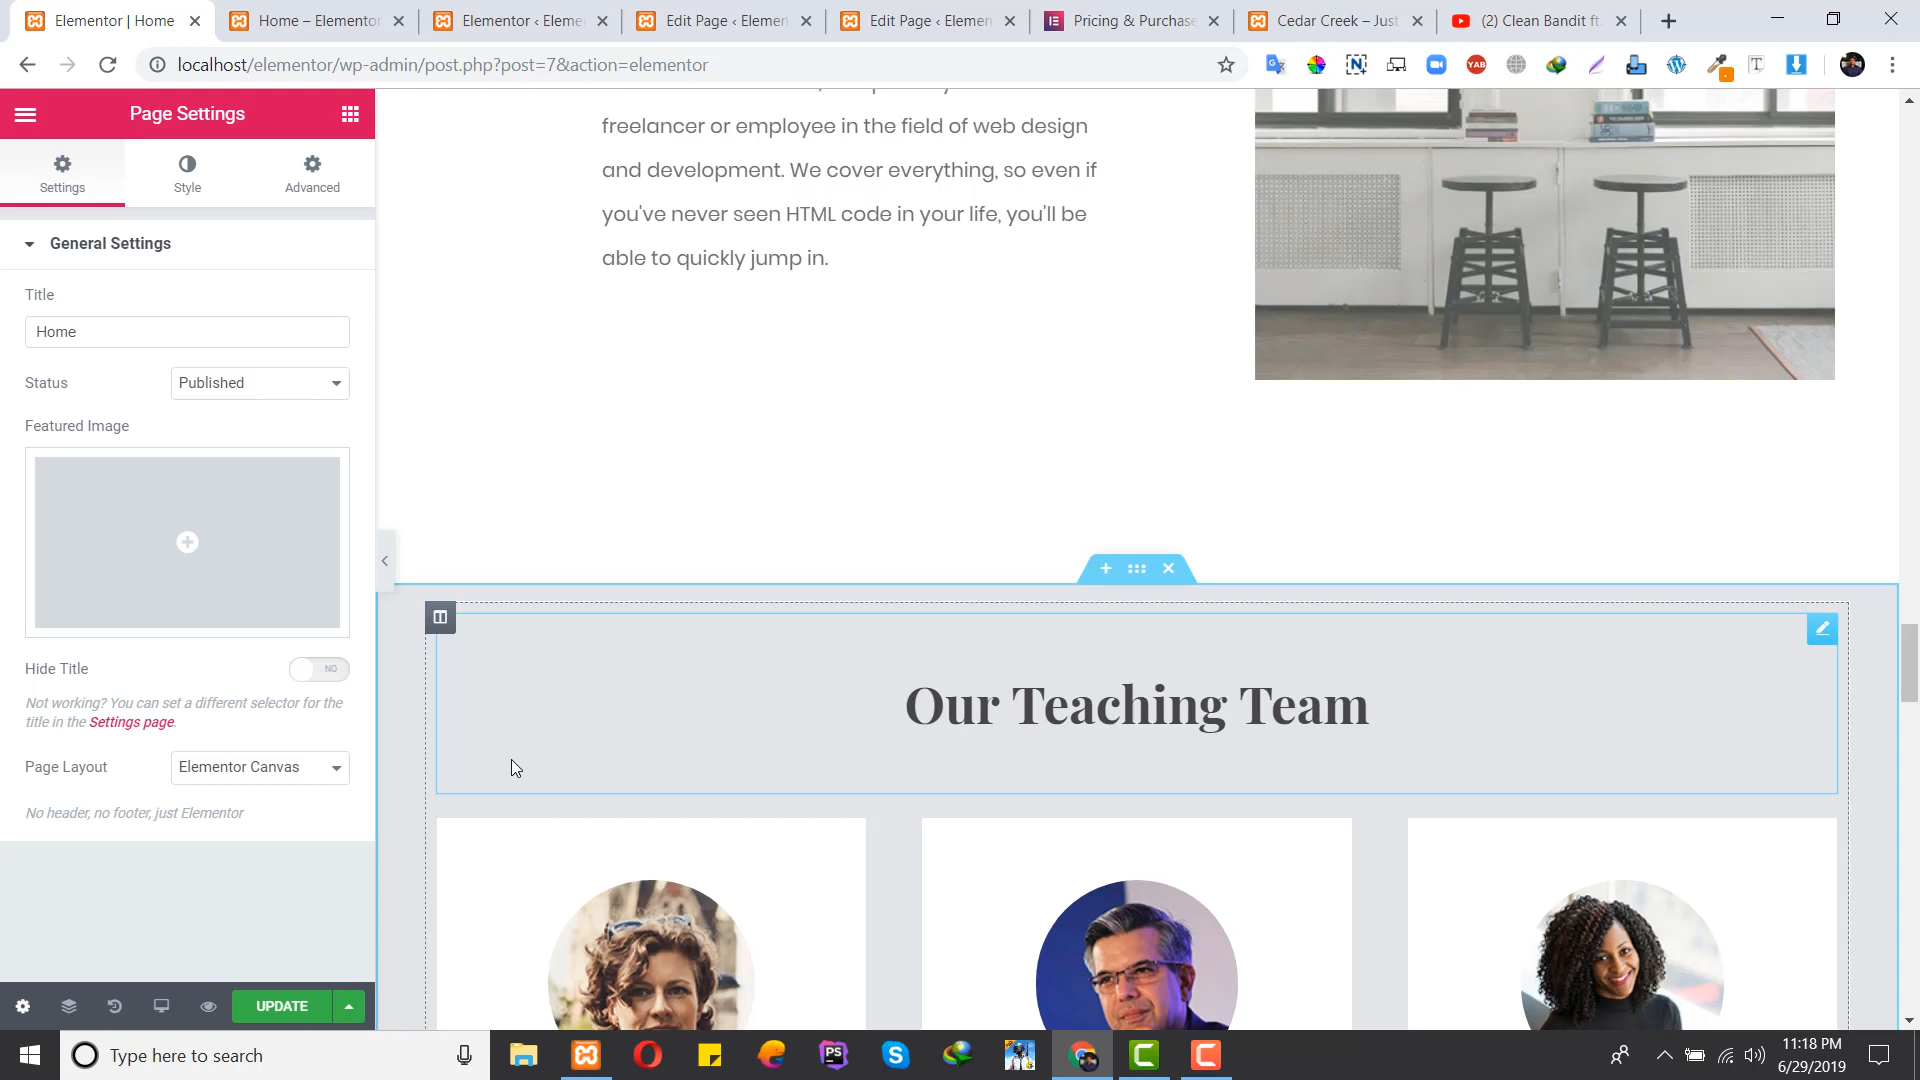 Elementor | Home
Home – Elementor
Elementor ‹ Eleme
Edit Page ‹ Elemen
Edit Page ‹ Elemen
Pricing & Purchase
Cedar Creek – Just
(2) Clean Bandit ft.
localhost/elementor/wp-admin/post.php?post=7&action=elementor
YAB
Page Settings
Settings
Style
Advanced
General Settings
Title
Home
Status
Published
Featured Image
Hide Title
NO
Not working? You can set a different selector for the
title in the Settings page.
Page Layout
Elementor Canvas
No header, no footer, just Elementor
UPDATE
freelancer or employee in the field of web design
and development. We cover everything, so even if
you've never seen HTML code in your life, you'll be
able to quickly jump in.
Our Teaching Team
Type here to search
PS
11:18 PM
6/29/2019